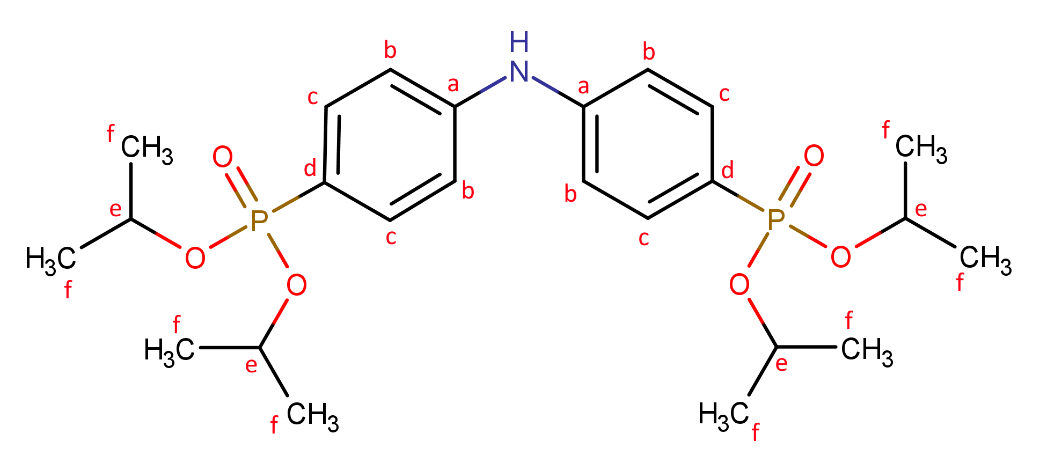 H
N
b b
c a a c
f CH3 O d b b d O f CH3
e P c c P e
H3C O O CH3
f O O f
f H3C f CH3
e e
f CH3 H3C f